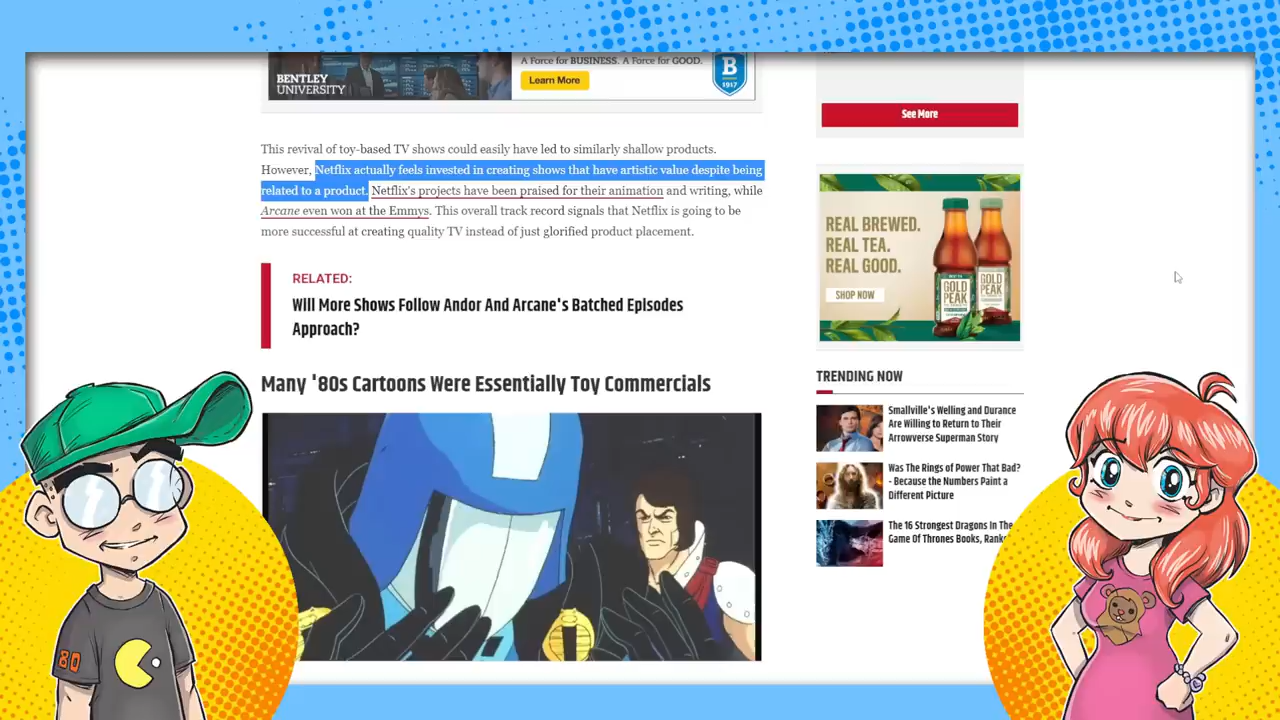 BENTLEY
UNIVERSITY
A Force for BUSINESS. A Force for GOOD.
Learn More
B
1917
See More
This revival of toy-based TV shows could easily have led to similarly shallow products.
However, Netflix actually feels invested in creating shows that have artistic value despite being
related to a product. Netflix's projects have been praised for their animation and writing, while
Arcane even won at the Emmys. This overall track record signals that Netflix is going to be
more successful at creating quality TV instead of just glorified product placement.
RELATED:
Will More Shows Follow Andor And Arcane's Batched Episodes
Approach?
Many '80s Cartoons Were Essentially Toy Commercials
REAL BREWED.
REAL TEA.
REAL GOOD.
SHOP NOW
GOLD
PEAK
GOLD
PEAK
TRENDING NOW
Smallville's Welling and Durance
Are Willing to Return to Their
Arrowverse Superman Story
Was The Rings of Power That Bad?
- Because the Numbers Paint a
Different Picture
The 16 Strongest Dragons In The
Game Of Thrones Books,
80